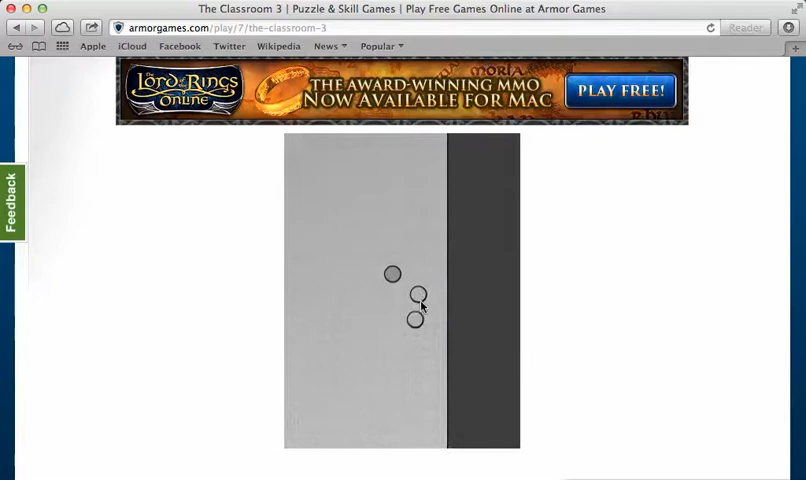 The Classroom 3 | Puzzle & Skill Games | Play Free Games Online at Armor Games
armorgames.com/play/7/the-classroom-3
Reader
Apple iCloud Facebook Twitter Wikipedia News Popular
THE LORD OF THE RINGS ONLINE
THE AWARD-WINNING MMO
NOW AVAILABLE FOR MAC
PLAY FREE!
MORIA
Feedback